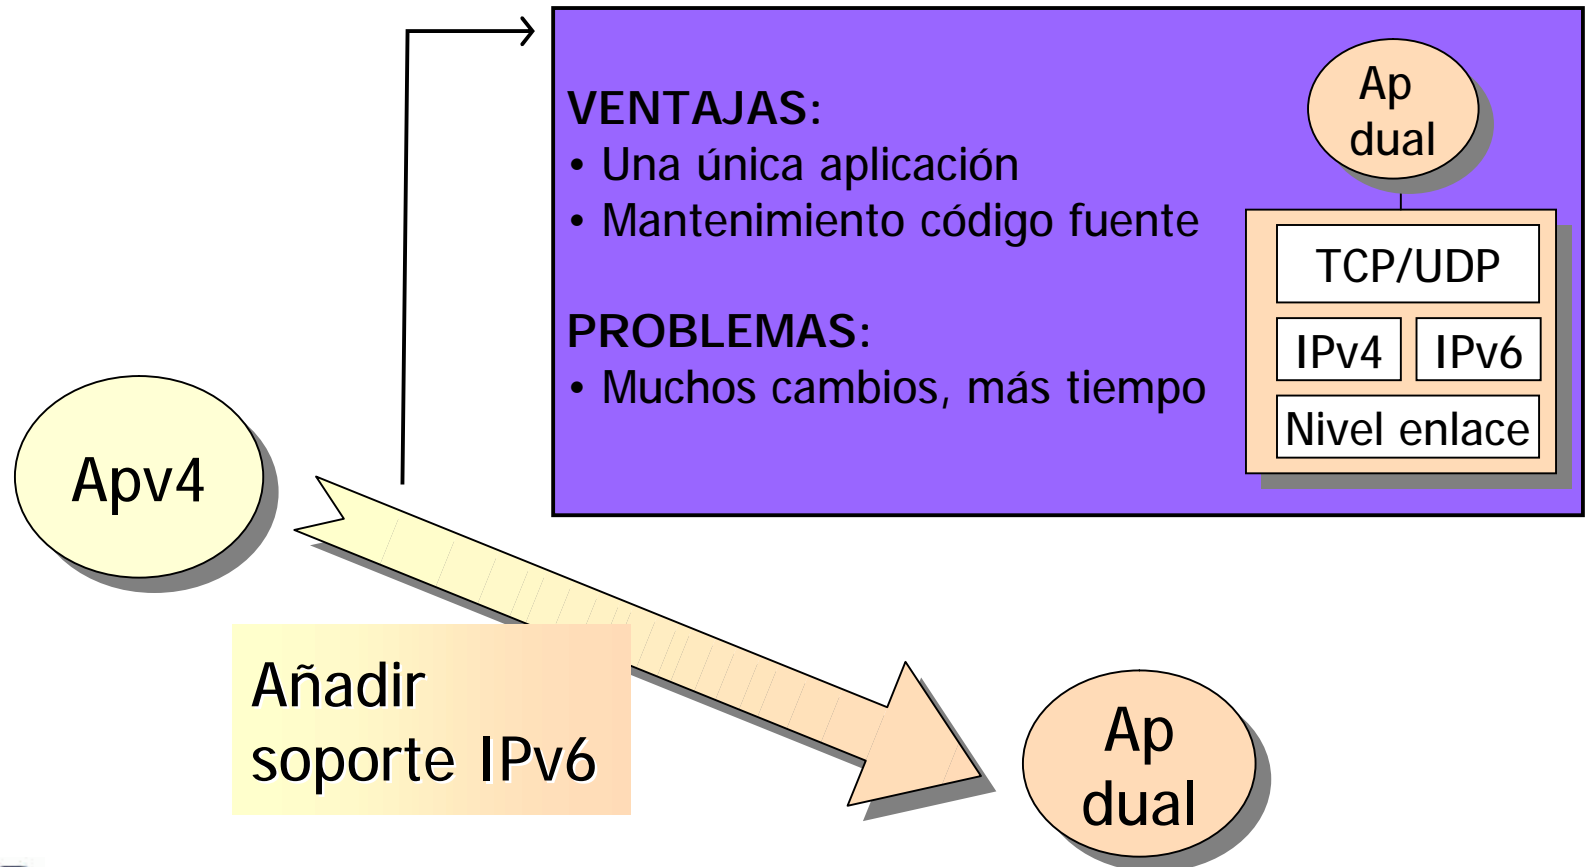 VENTAJAS:
• Una única aplicación
• Mantenimiento código fuente
PROBLEMAS:
• Muchos cambios, más tiempo
Ap
dual
TCP/UDP
IPv4 IPv6
Nivel enlace
Apv4
Añadir
soporte IPv6
Ap
dual